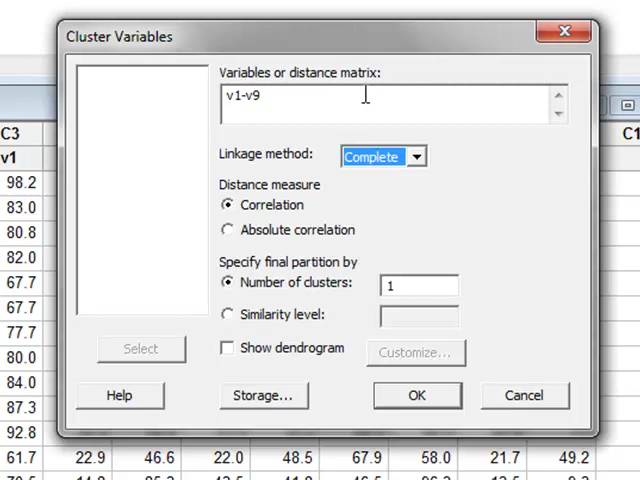 Cluster Variables
Variables or distance matrix:
v1-v9
C3
C1
v1
Linkage method:
Complete
98.2
Distance measure
83.0
Correlation
80.8
Absolute correlation
82.0
Specify final partition by
67.7
Number of clusters:
1
67.7
Similarity level:
77.7
80.0
Select
Show dendrogram
Customize...
84.0
87.3
Help
Storage...
OK
Cancel
92.8
61.7 22.9 46.6 22.0 48.5 67.9 58.0 21.7 49.2